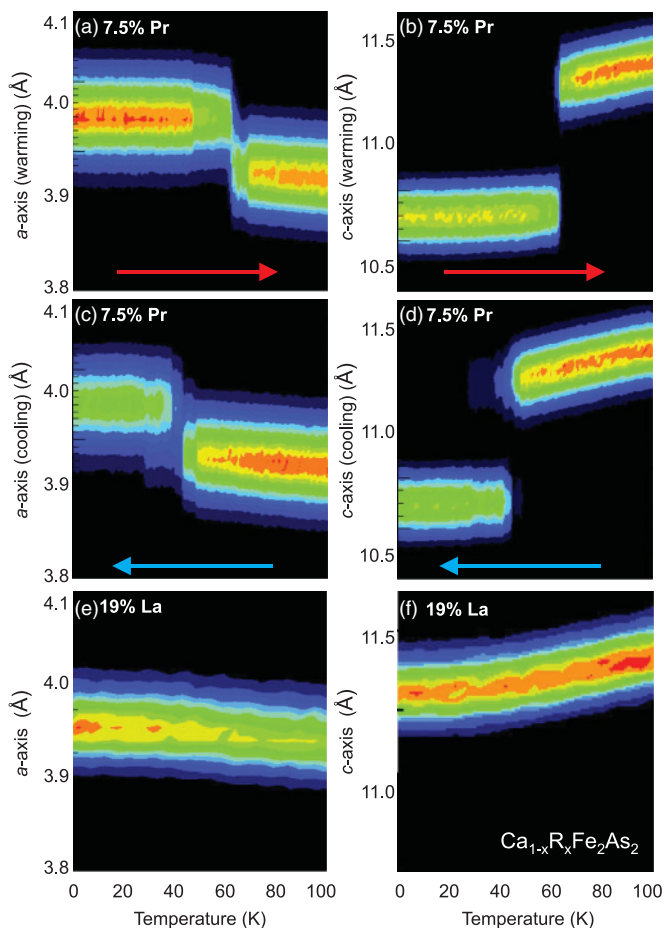 (a) 7.5% Pr
4.1
4.0
3.9
3.8
a-axis (warming) (Å)
(b) 7.5% Pr
11.5
11.0
10.5
c-axis (warming) (Å)
(c) 7.5% Pr
4.1
4.0
3.9
3.8
a-axis (cooling) (Å)
(d) 7.5% Pr
11.5
11.0
10.5
c-axis (cooling) (Å)
(e) 19% La
4.1
4.0
3.9
3.8
a-axis (Å)
0 20 40 60 80 100
Temperature (K)
(f) 19% La
11.5
11.0
c-axis (Å)
Ca₁₋ₓRₓFe₂As₂
0 20 40 60 80 100
Temperature (K)